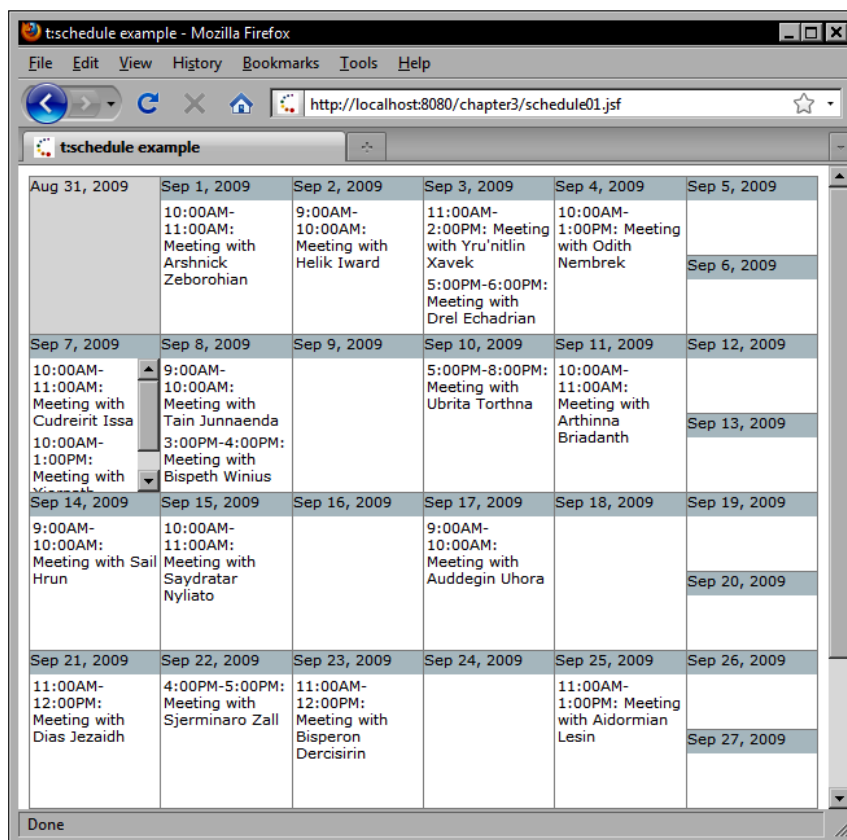 t:schedule example - Mozilla Firefox
File Edit View History Bookmarks Tools Help
http://localhost:8080/chapter3/schedule01.jsf
t:schedule example
Aug 31, 2009
Sep 1, 2009
10:00AM-
11:00AM:
Meeting with
Arshnick
Zeborohian
Sep 2, 2009
9:00AM-
10:00AM:
Meeting with
Helik Iward
Sep 3, 2009
11:00AM-
2:00PM: Meeting
with Yru'nitlin
Xavek
5:00PM-6:00PM:
Meeting with
Drel Echadrian
Sep 4, 2009
10:00AM-
1:00PM: Meeting
with Odith
Nembrek
Sep 5, 2009
Sep 6, 2009
Sep 7, 2009
10:00AM-
11:00AM:
Meeting with
Cudreirit Issa
10:00AM-
1:00PM:
Meeting with
Sep 8, 2009
9:00AM-
10:00AM:
Meeting with
Tain Junnaenda
3:00PM-4:00PM:
Meeting with
Bispeth Winius
Sep 9, 2009
Sep 10, 2009
5:00PM-8:00PM:
Meeting with
Ubrita Torthna
Sep 11, 2009
10:00AM-
11:00AM:
Meeting with
Arthinna
Briadanth
Sep 12, 2009
Sep 13, 2009
Sep 14, 2009
9:00AM-
10:00AM:
Meeting with Sail
Hrun
Sep 15, 2009
10:00AM-
11:00AM:
Meeting with
Saydratar
Nyliato
Sep 16, 2009
Sep 17, 2009
9:00AM-
10:00AM:
Meeting with
Auddegin Uhora
Sep 18, 2009
Sep 19, 2009
Sep 20, 2009
Sep 21, 2009
11:00AM-
12:00PM:
Meeting with
Dias Jezaidh
Sep 22, 2009
4:00PM-5:00PM:
Meeting with
Sjerminaro Zall
Sep 23, 2009
11:00AM-
12:00PM:
Meeting with
Bisperon
Dercisirin
Sep 24, 2009
Sep 25, 2009
11:00AM-
1:00PM: Meeting
with Aidormian
Lesin
Sep 26, 2009
Sep 27, 2009
Done